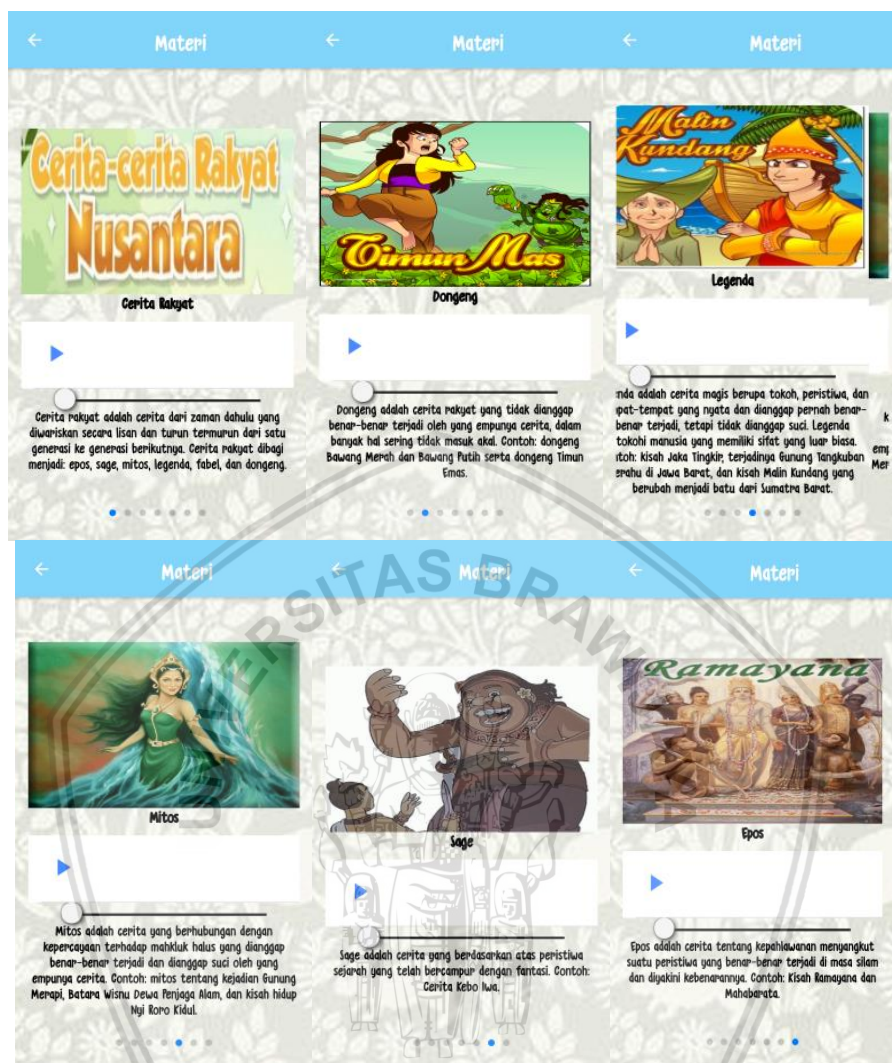 Materi
Cerita-cerita Rakyat
Nusantara
Cerita Rakyat
Cerita rakyat adalah cerita dari zaman dahulu yang
diwariskan secara lisan dan turun termurun dari satu
generasi ke generasi berikutnya. Cerita rakyat dibagi
menjadi: epos, sage, mitos, legenda, fabel, dan dongeng.
Materi
Timun Mas
Dongeng
Dongeng adalah cerita rakyat yang tidak dianggap
benar-benar terjadi oleh yang empunya cerita, dalam
banyak hal sering tidak masuk akal. Contoh: dongeng
Bawang Merah dan Bawang Putih serta dongeng Timun
Emas.
Materi
Malin
Kundang
Legenda
nda adalah cerita magis berupa tokoh, peristiwa, dan
pat-tempat yang nyata dan dianggap pernah benar-
benar terjadi, tetapi tidak dianggap suci. Legenda
tokohi manusia yang memiliki sifat yang luar biasa.
ntoh: kisah Jaka Tingkir, terjadinya Gunung Tangkuban
erahu di Jawa Barat, dan kisah Malin Kundang yang
berubah menjadi batu dari Sumatra Barat.
K
emp
Mer
Materi
Mitos
Mitos adalah cerita yang berhubungan dengan
kepercayaan terhadap mahkluk halus yang dianggap
benar-benar terjadi dan dianggap suci oleh yang
empunya cerita. Contoh: mitos tentang kejadian Gunung
Merapi, Batara Wisnu Dewa Penjaga Alam, dan kisah hidup
Nyi Roro Kidul.
Materi
Sage
Sage adalah cerita yang berdasarkan atas peristiwa
sejarah yang telah bercampur dengan fantasi. Contoh:
Cerita Kebo Iwa.
Materi
Ramayana
Epos
Epos adalah cerita tentang kepahlawanan menyangkut
suatu peristiwa yang benar-benar terjadi di masa silam
dan diyakini kebenarannya. Contoh: Kisah Ramayana dan
Mahabarata.
UNIVERSITAS BRAWIJAYA